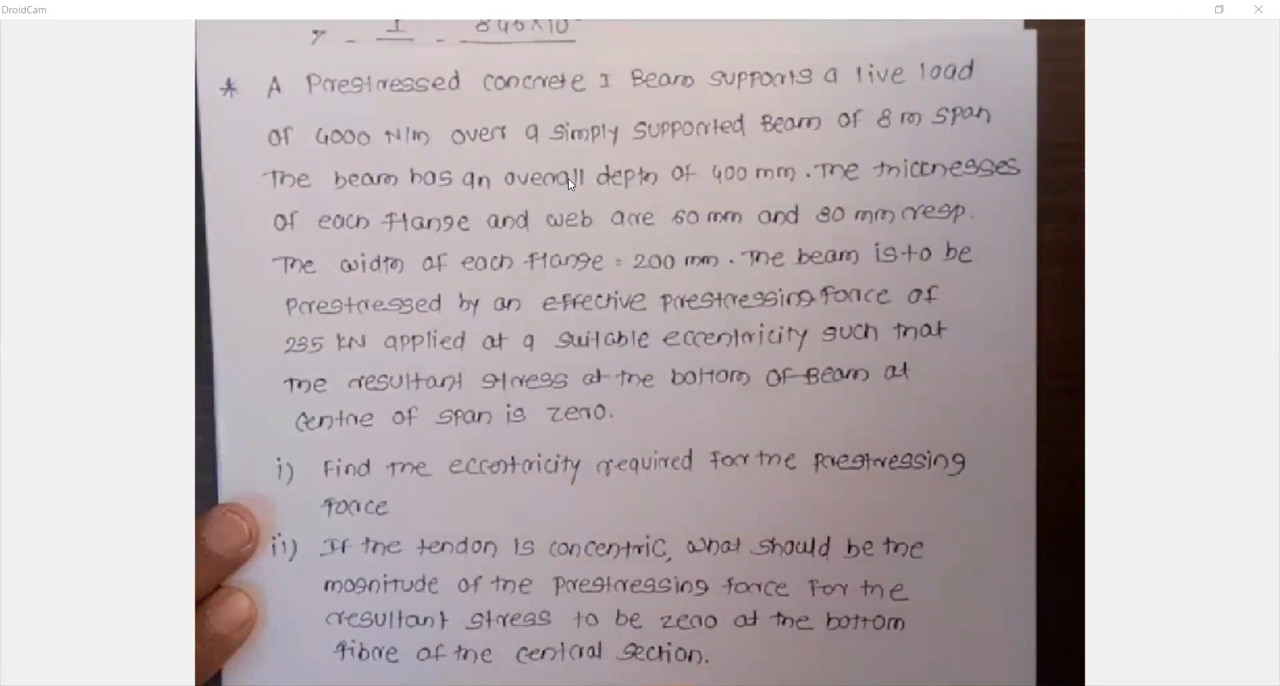 DroidCam
* A Prestressed concrete I Beam supports a live load
of 4000 N/m over a simply supported Beam of 8 m span
The beam has an overall depth of 400 mm. The thicknesses
of each flange and web are 60 mm and 80 mm resp.
The width of each flange = 200 mm. The beam is to be
prestressed by an effective prestressing force of
235 kN applied at a suitable eccentricity such that
the resultant stress at the bottom of Beam at
centre of span is zero.
i) Find the eccentricity required for the prestressing
force
ii) If the tendon is concentric, what should be the
magnitude of the prestressing force for the
resultant stress to be zero at the bottom
fibre of the central section.